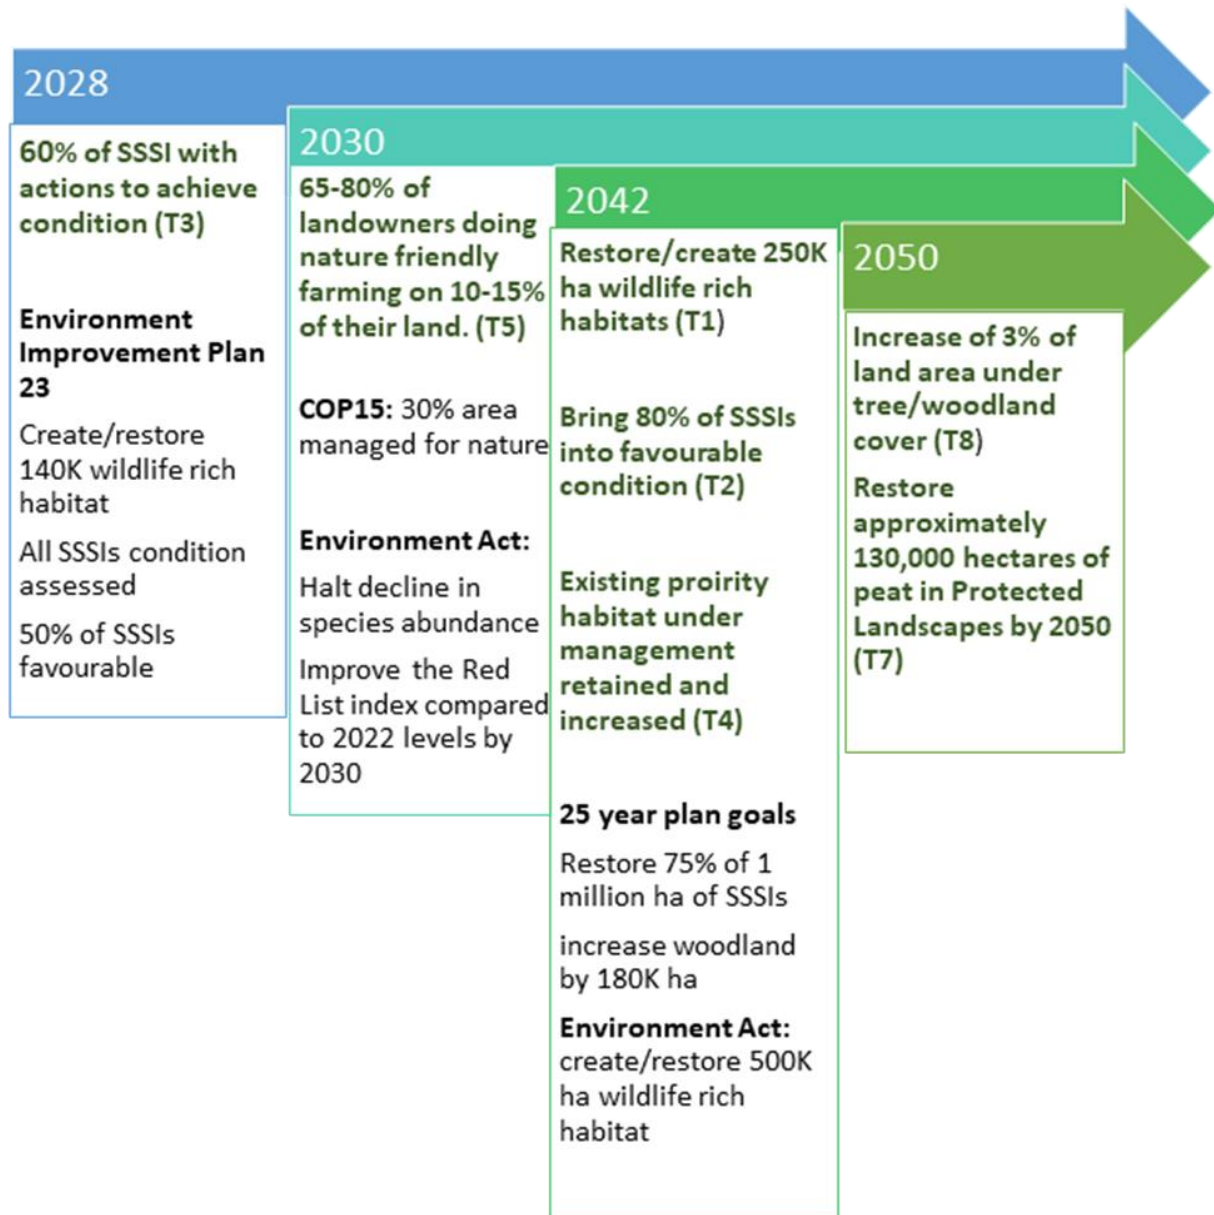 2028
60% of SSSI with
actions to achieve
condition (T3)
Environment
Improvement Plan
23
Create/restore
140K wildlife rich
habitat
All SSSIs condition
assessed
50% of SSSIs
favourable
2030
65-80% of
landowners doing
nature friendly
farming on 10-15%
of their land. (T5)
COP15: 30% area
managed for nature
Environment Act:
Halt decline in
species abundance
Improve the Red
List index compared
to 2022 levels by
2030
2042
Restore/create 250K
ha wildlife rich
habitats (T1)
Bring 80% of SSSIs
into favourable
condition (T2)
Existing proirity
habitat under
management
retained and
increased (T4)
25 year plan goals
Restore 75% of 1
million ha of SSSIs
increase woodland
by 180K ha
Environment Act:
create/restore 500K
ha wildlife rich
habitat
2050
Increase of 3% of
land area under
tree/woodland
cover (T8)
Restore
approximately
130,000 hectares of
peat in Protected
Landscapes by 2050
(T7)